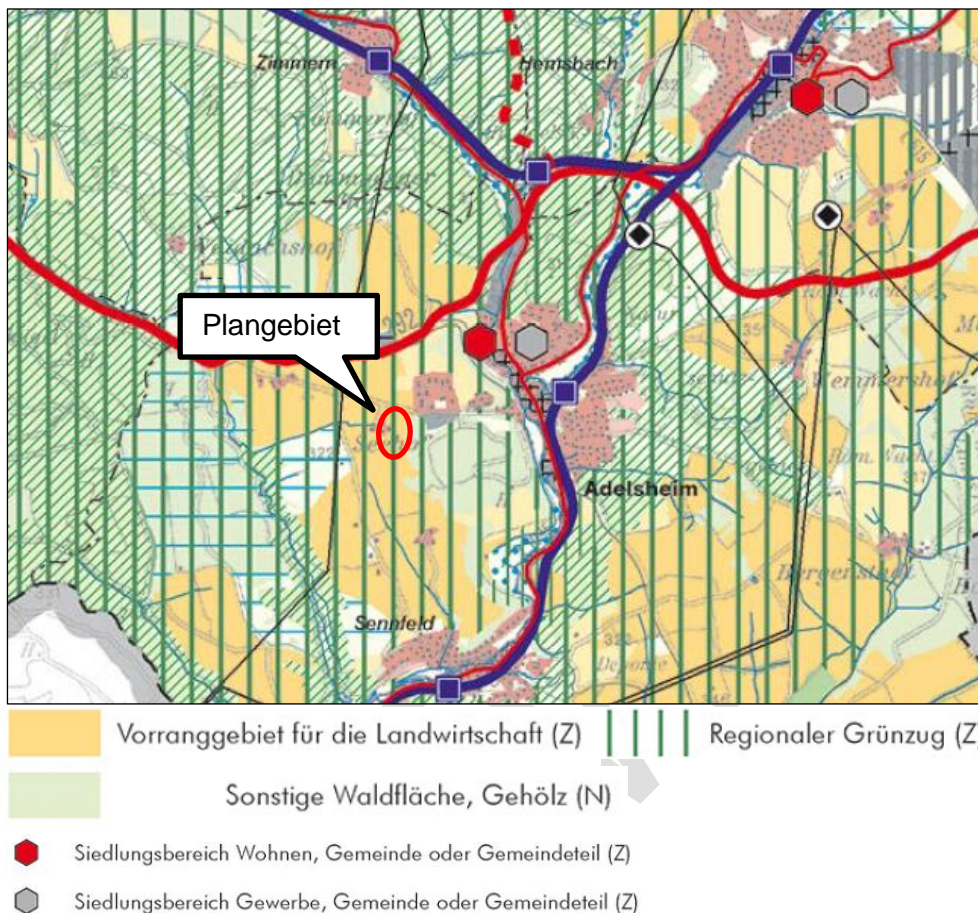 Zimmern
Hemsbach
Plangebiet
292
Adelsheim
Sennfeld
Vorranggebiet für die Landwirtschaft (Z)
Regionaler Grünzug (Z)
Sonstige Waldfläche, Gehölz (N)
Siedlungsbereich Wohnen, Gemeinde oder Gemeindeteil (Z)
Siedlungsbereich Gewerbe, Gemeinde oder Gemeindeteil (Z)